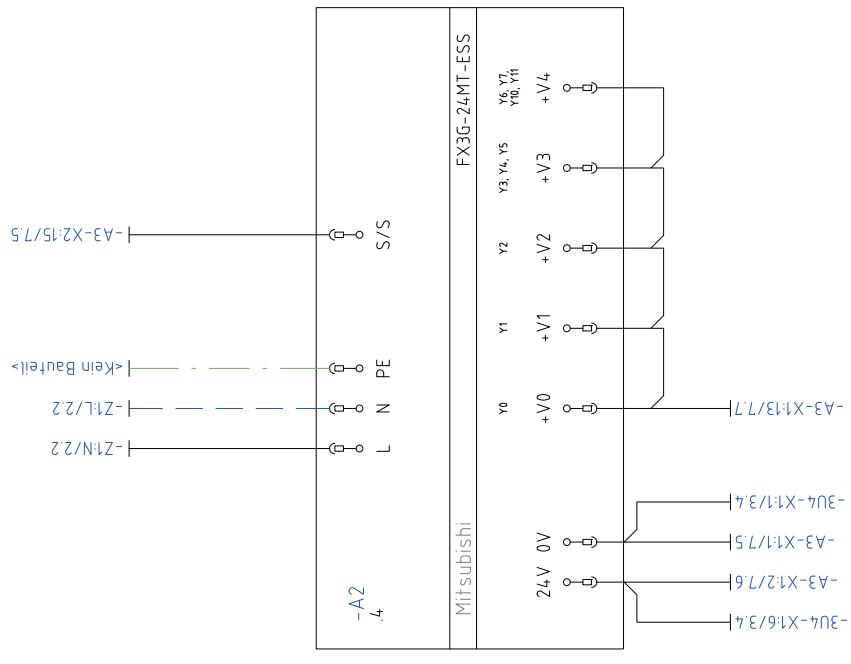 -A2
.4
Mitsubishi
FX3G-24MT-ESS
L
N
PE
S/S
-Z1:N/2.2
-Z1:L/2.2
<Kein Bauteil>
-A3-X2:15/7.5
24V
0V
+V0
+V1
+V2
+V3
+V4
Y0
Y1
Y2
Y3, Y4, Y5
Y6, Y7,
Y10, Y11
-3U4-X1:6/3.4
-A3-X1:2/7.6
-A3-X1:1/7.5
-3U4-X1:1/3.4
-A3-X1:13/7.7